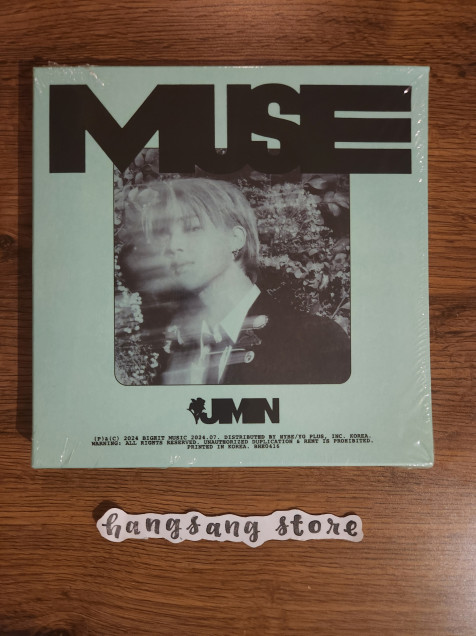 MUSE
JIMIN
(P)&(C) 2024 BIGHIT MUSIC 2024.07. DISTRIBUTED BY HYBE/YG PLUS, INC. KOREA.
WARNING: ALL RIGHTS RESERVED. UNAUTHORIZED DUPLICATION & RENT IS PROHIBITED.
PRINTED IN KOREA. BHK0416
hangsang store